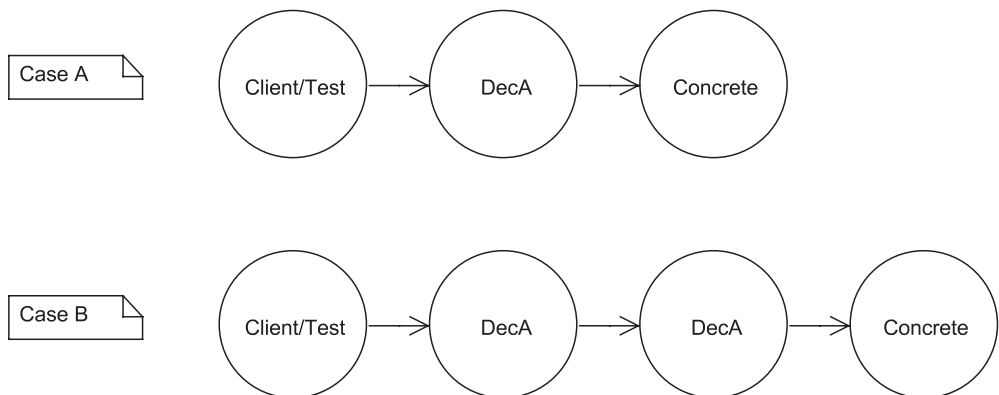 Case A
Client/Test
DecA
Concrete
Case B
Client/Test
DecA
DecA
Concrete